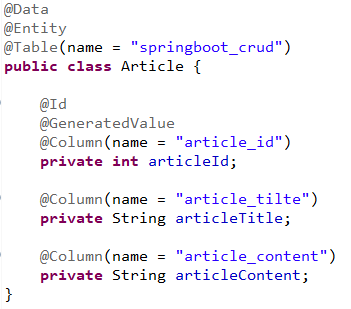 @Data
@Entity
@Table(name = "springboot_crud")
public class Article {
@Id
@GeneratedValue
@Column(name = "article_id")
private int articleId;
@Column(name = "article_tilte")
private String articleTitle;
@Column(name = "article_content")
private String articleContent;
}